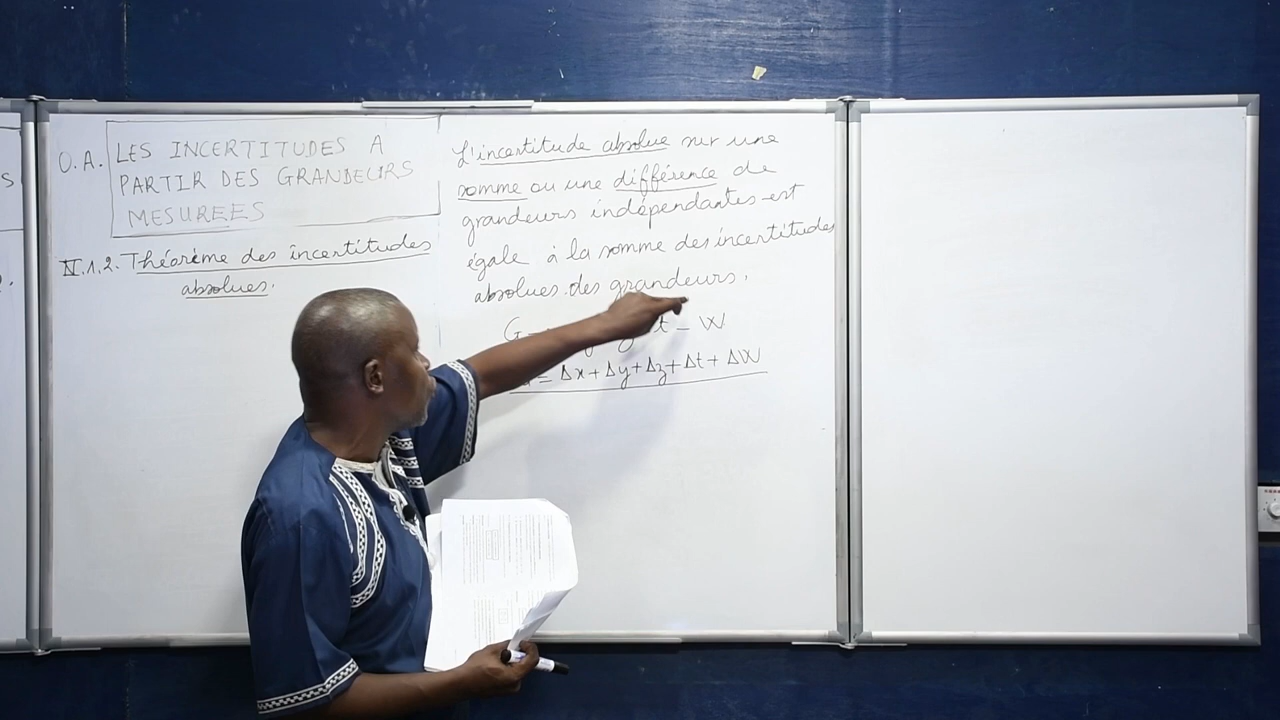 O.A. LES INCERTITUDES A
PARTIR DES GRANDEURS
MESUREES
II.1.2. Théorème des incertitudes
absolues.
L'incertitude absolue sur une
somme ou une différence de
grandeurs indépendantes est
égale à la somme des incertitudes
absolues des grandeurs.
G t - W
= Δx + Δy + Δz + Δt + ΔW